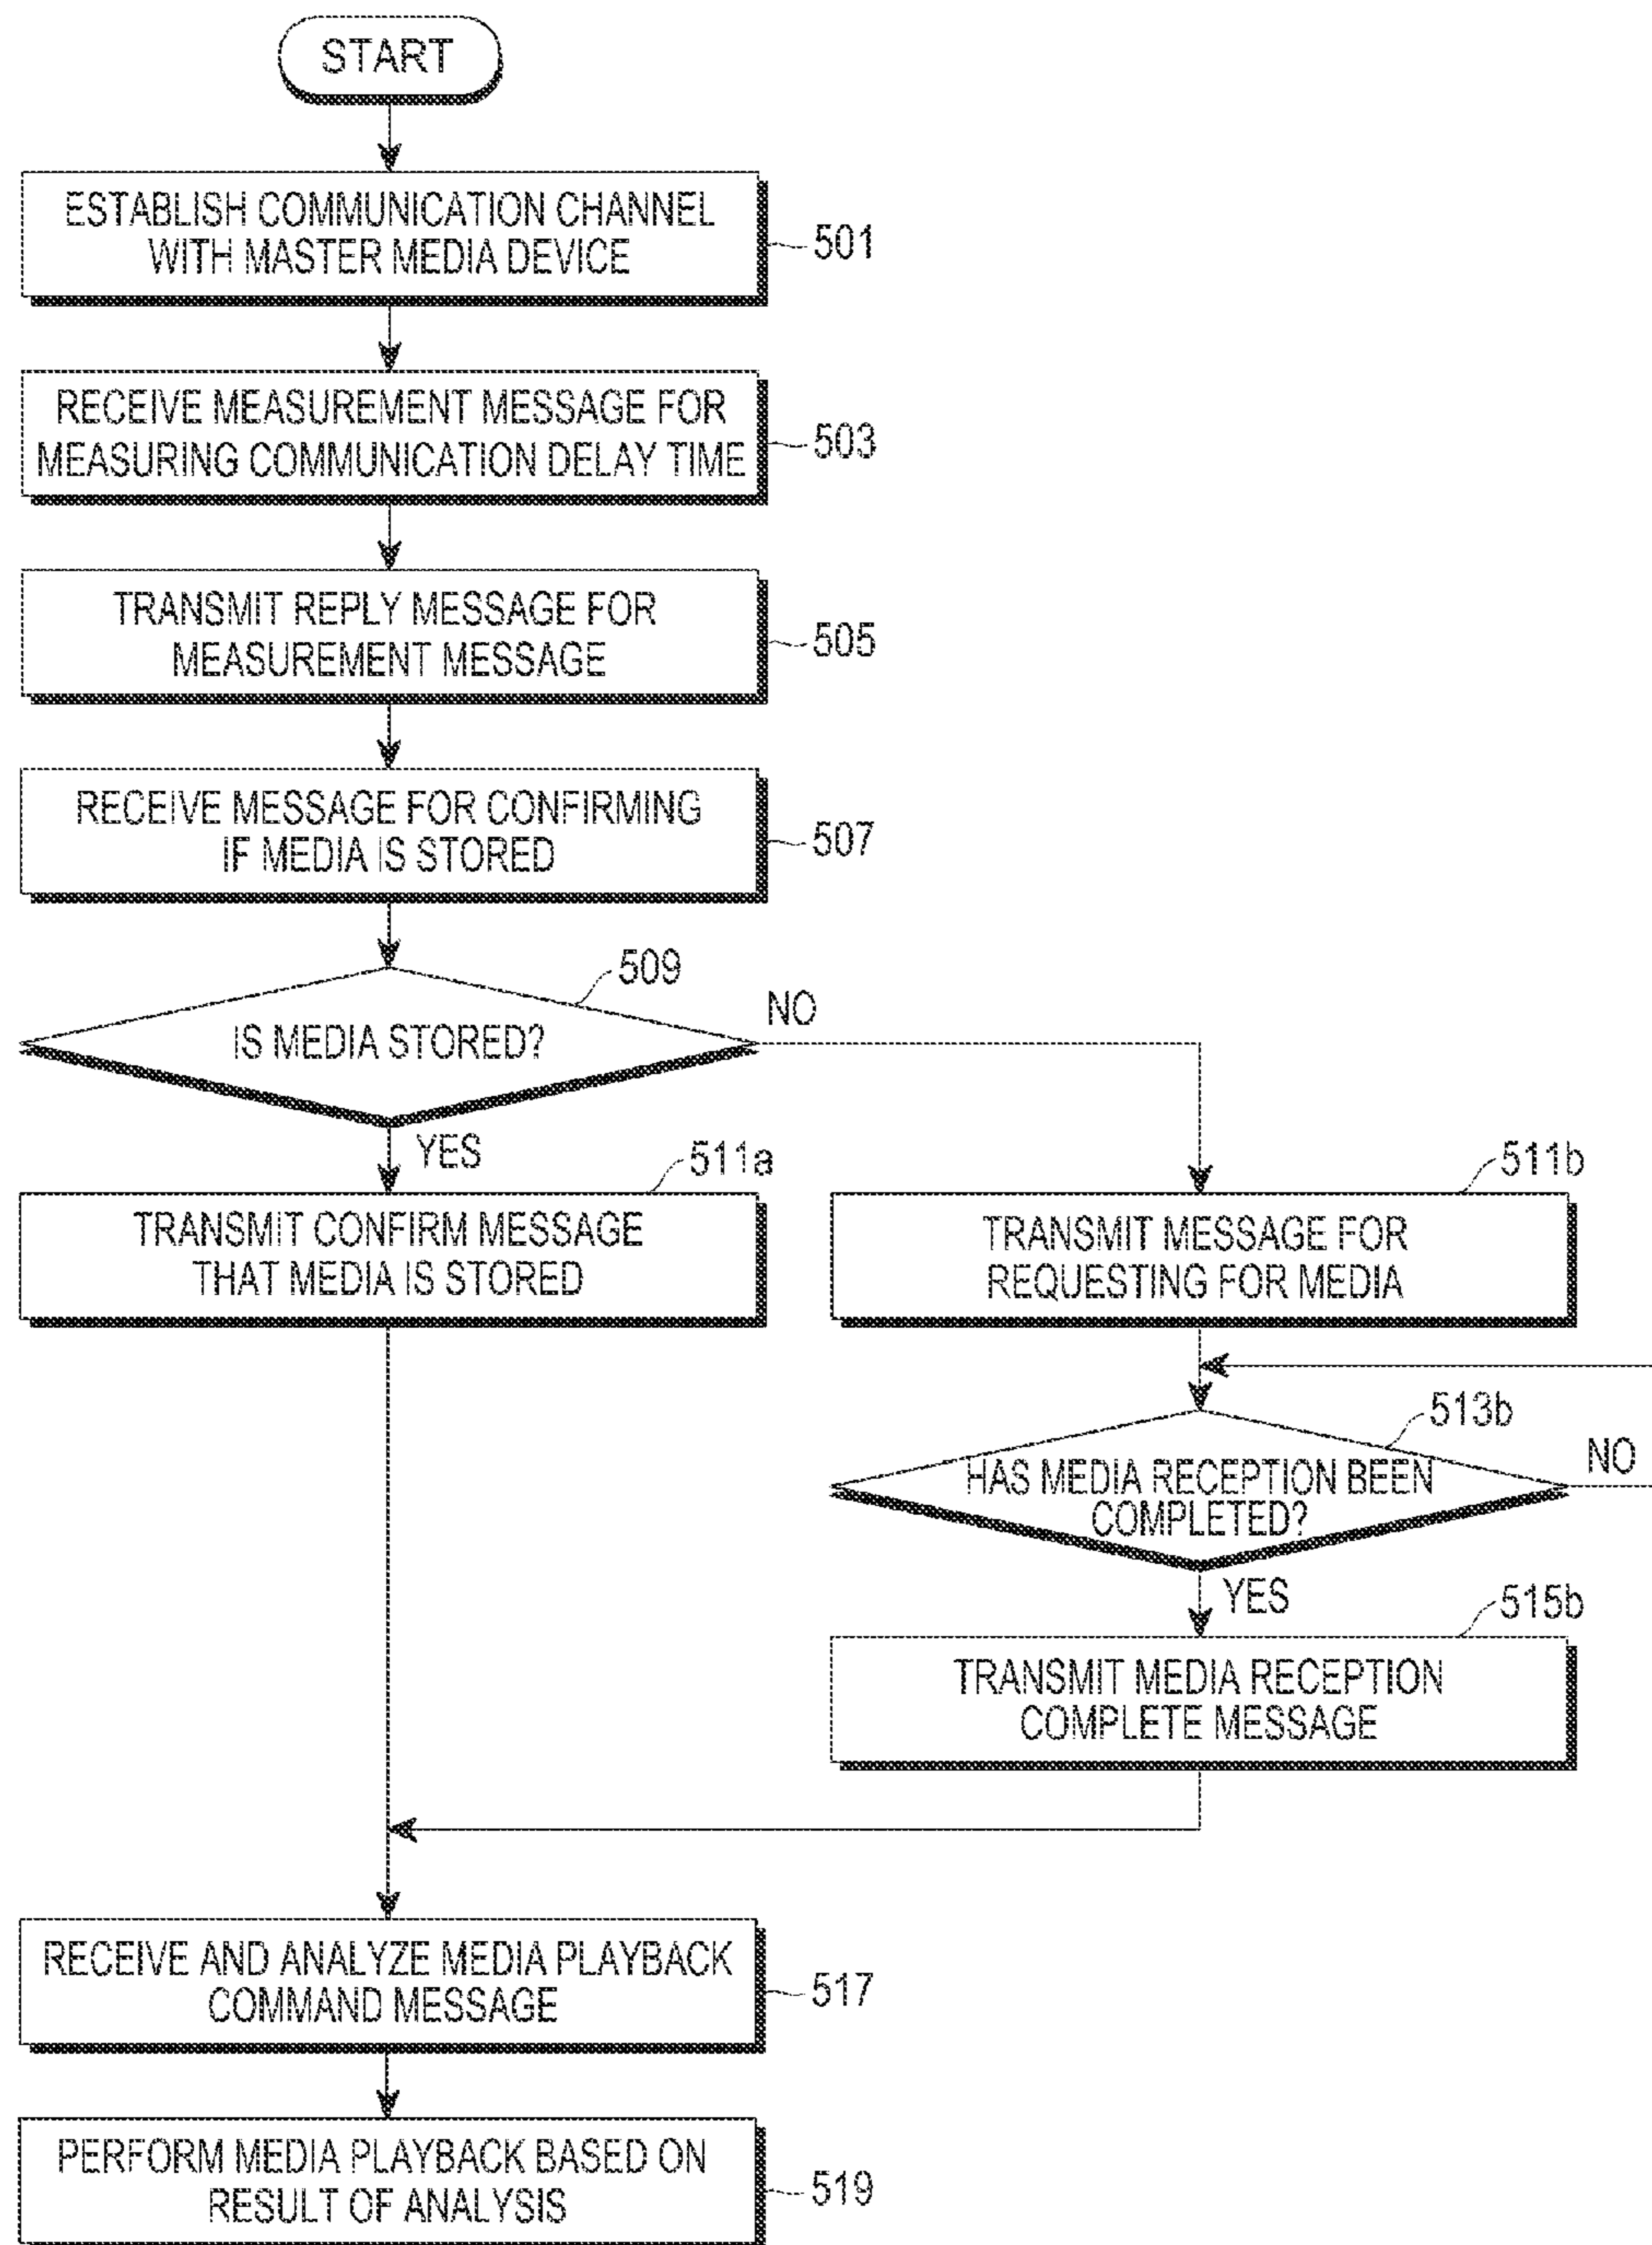 START
ESTABLISH COMMUNICATION CHANNEL
WITH MASTER MEDIA DEVICE
501
RECEIVE MEASUREMENT MESSAGE FOR
MEASURING COMMUNICATION DELAY TIME
503
TRANSMIT REPLY MESSAGE FOR
MEASUREMENT MESSAGE
505
RECEIVE MESSAGE FOR CONFIRMING
IF MEDIA IS STORED
507
509
IS MEDIA STORED?
NO
YES
511a
TRANSMIT CONFIRM MESSAGE
THAT MEDIA IS STORED
511b
TRANSMIT MESSAGE FOR
REQUESTING FOR MEDIA
513b
HAS MEDIA RECEPTION BEEN
COMPLETED?
NO
YES
515b
TRANSMIT MEDIA RECEPTION
COMPLETE MESSAGE
RECEIVE AND ANALYZE MEDIA PLAYBACK
COMMAND MESSAGE
517
PERFORM MEDIA PLAYBACK BASED ON
RESULT OF ANALYSIS
519